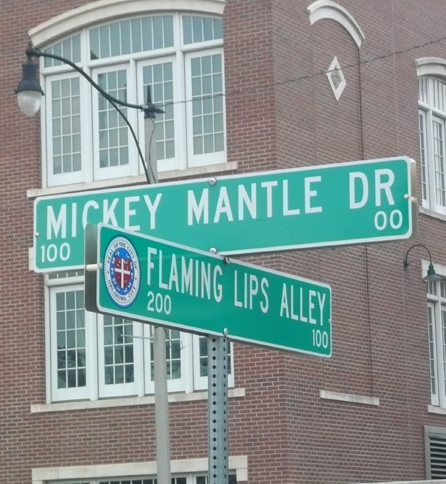 MICKEY MANTLE DR
100 00
FLAMING LIPS ALLEY
200 100